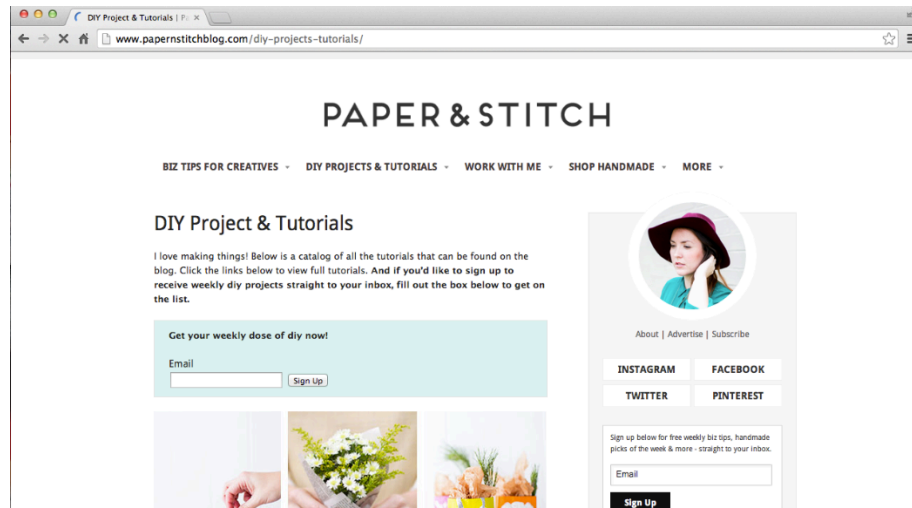 DIY Project & Tutorials | Pa
www.papernstitchblog.com/diy-projects-tutorials/
PAPER & STITCH
BIZ TIPS FOR CREATIVES DIY PROJECTS & TUTORIALS WORK WITH ME SHOP HANDMADE MORE
DIY Project & Tutorials
I love making things! Below is a catalog of all the tutorials that can be found on the
blog. Click the links below to view full tutorials. And if you'd like to sign up to
receive weekly diy projects straight to your inbox, fill out the box below to get on
the list.
Get your weekly dose of diy now!
Email
Sign Up
About | Advertise | Subscribe
INSTAGRAM FACEBOOK
TWITTER PINTEREST
Sign up below for free weekly biz tips, handmade
picks of the week & more - straight to your inbox.
Email
Sign Up